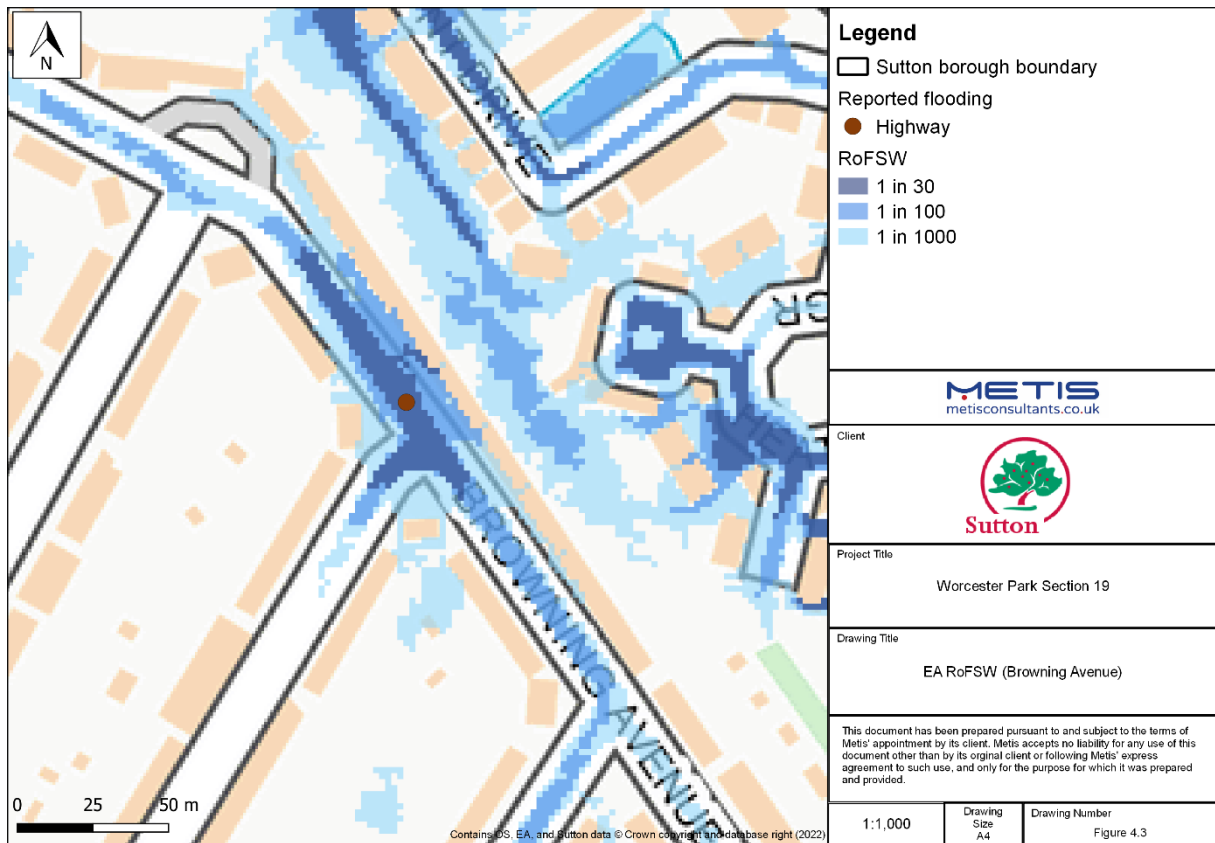 N
DRIVE
GR
HER
BROWNING AVENUE
0 25 50 m
Contains OS, EA, and Sutton data © Crown copyright and database right (2022)
Legend
Sutton borough boundary
Reported flooding
Highway
RoFSW
1 in 30
1 in 100
1 in 1000
METIS
metisconsultants.co.uk
Client
Sutton
Project Title
Worcester Park Section 19
Drawing Title
EA RoFSW (Browning Avenue)
This document has been prepared pursuant to and subject to the terms of
Metis' appointment by its client. Metis accepts no liability for any use of this
document other than by its orginal client or following Metis' express
agreement to such use, and only for the purpose for which it was prepared
and provided.
1:1,000
Drawing
Size
A4
Drawing Number
Figure 4.3